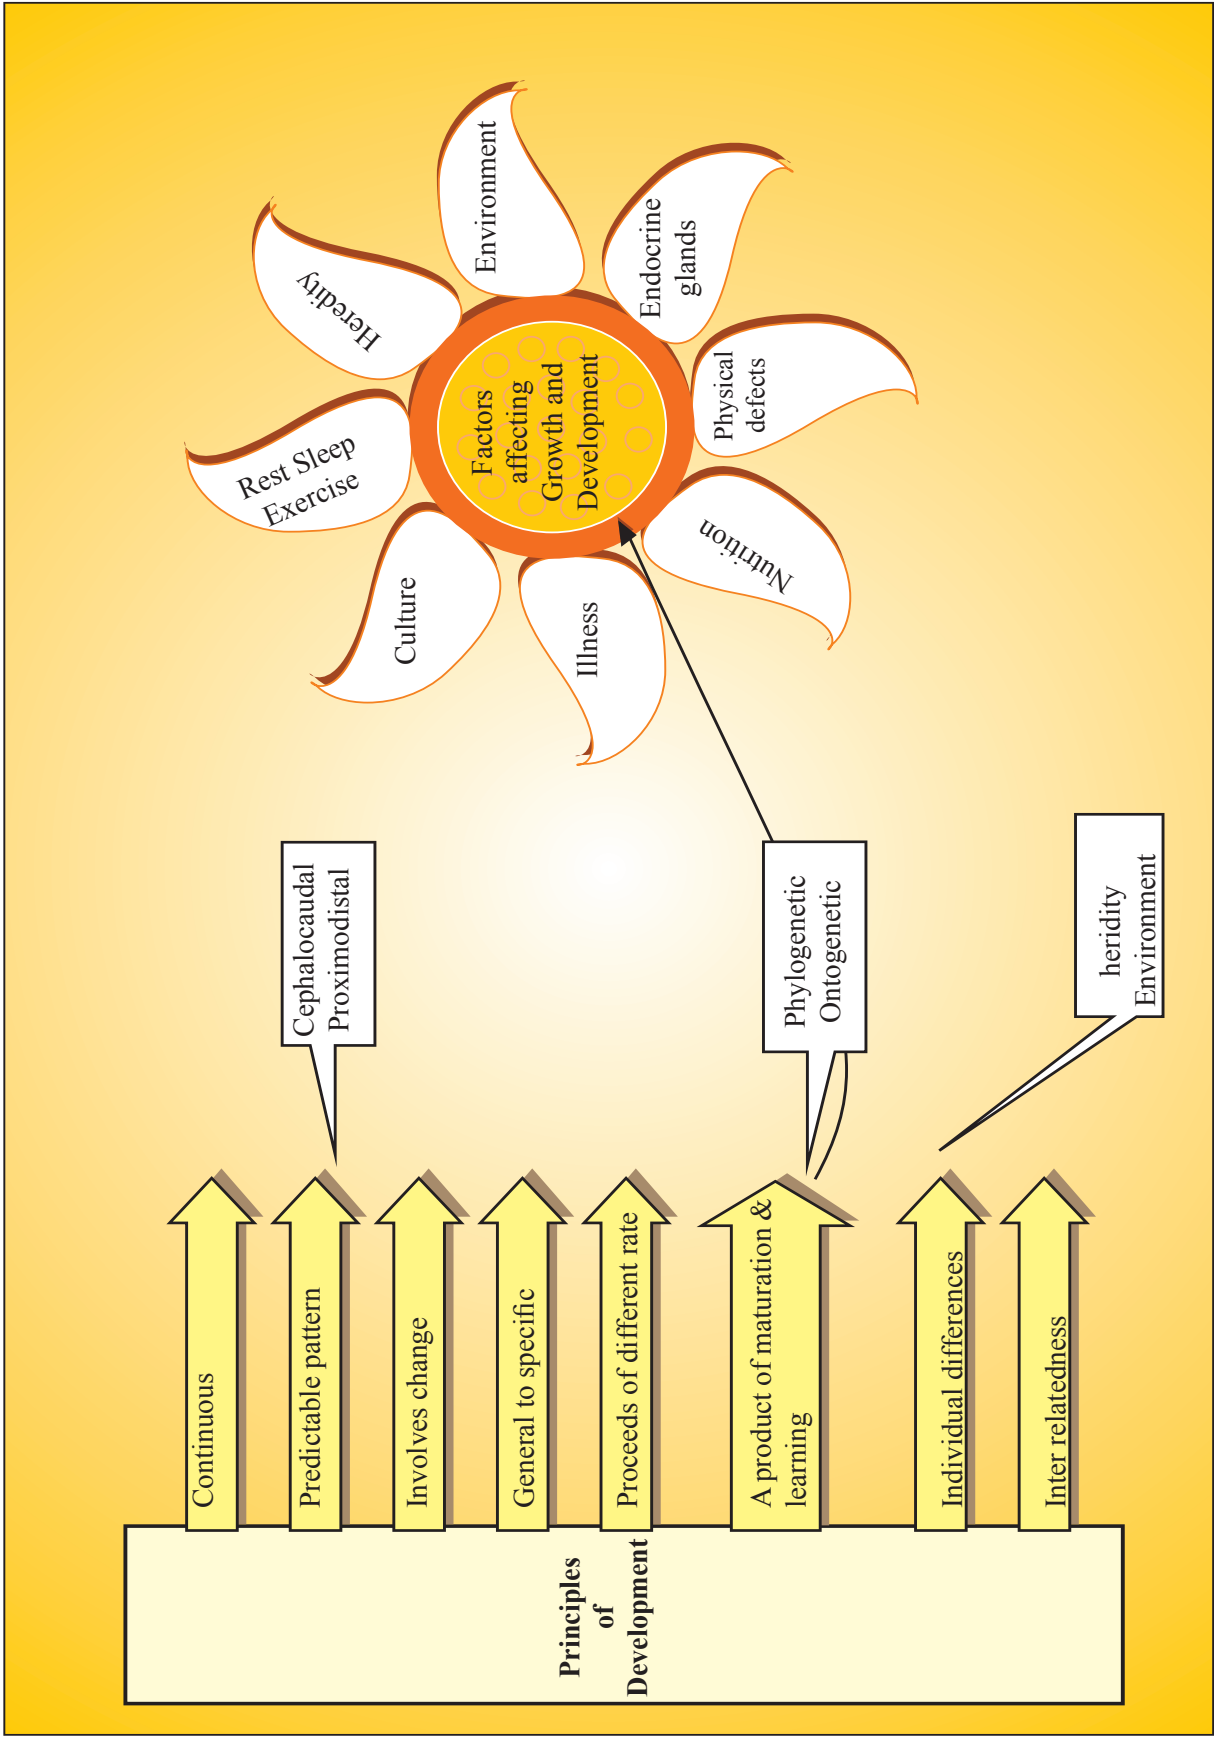 Principles
of
Development
Continuous
Predictable pattern
Involves change
General to specific
Proceeds of different rate
A product of maturation &
learning
Individual differences
Inter relatedness
Cephalocaudal
Proximodistal
Phylogenetic
Ontogenetic
heridity
Environment
Factors
affecting
Growth and
Development
Culture
Rest Sleep
Exercise
Heredity
Environment
Endocrine
glands
Physical
defects
Nutrition
Illness